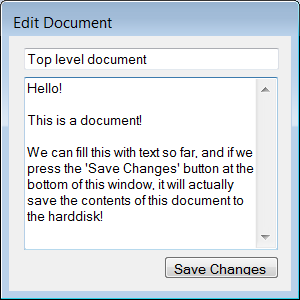 Edit Document
Top level document
Hello!
This is a document!
We can fill this with text so far, and if we
press the 'Save Changes' button at the
bottom of this window, it will actually
save the contents of this document to
the harddisk!
Save Changes